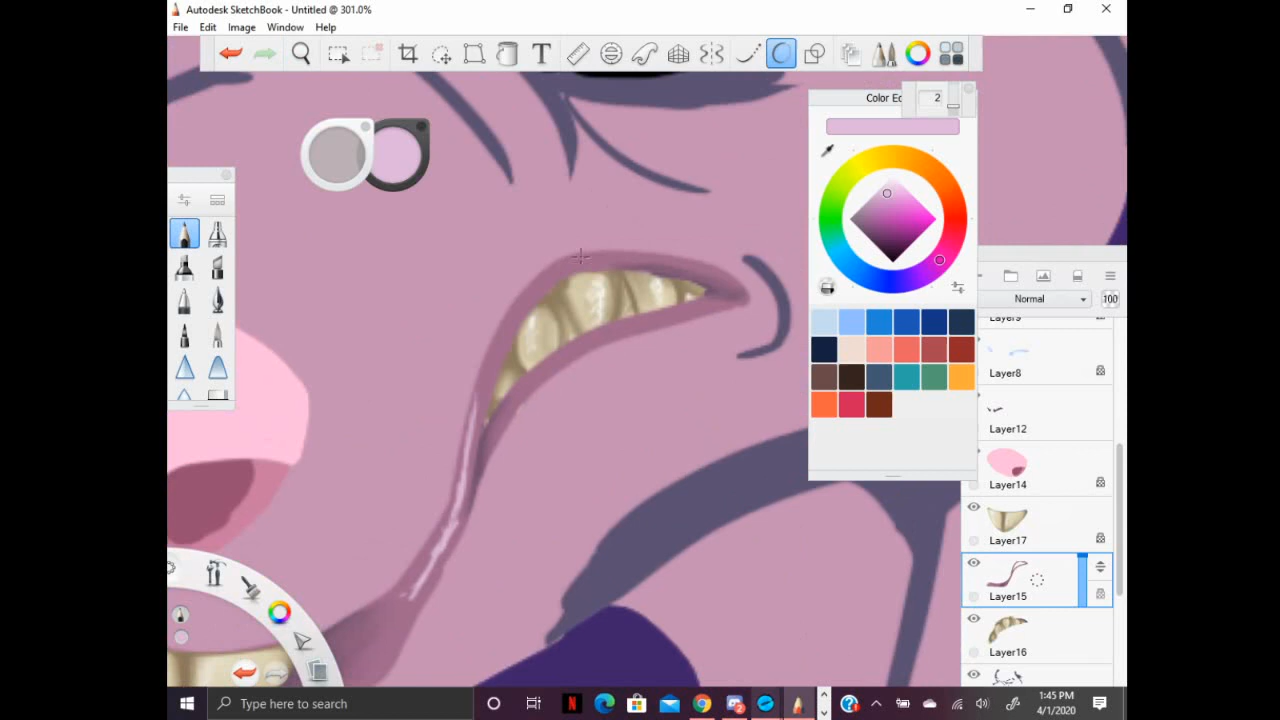 Autodesk SketchBook - Untitled @ 301.0%
File Edit Image Window Help
T
Color Ed
2
Normal
100
Layer9
Layer8
Layer12
Layer14
Layer17
Layer15
Layer16
Type here to search
N
2
1:45 PM
4/1/2020